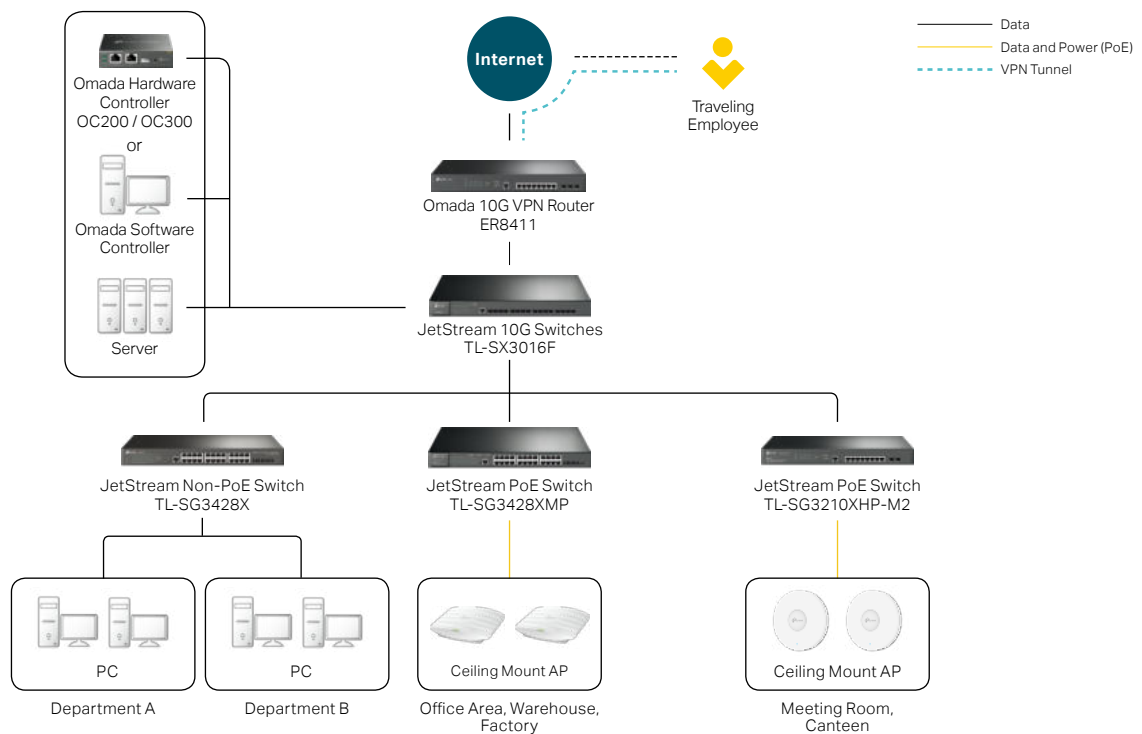 Data
Data and Power (PoE)
VPN Tunnel
Internet
Traveling
Employee
Omada Hardware
Controller
OC200 / OC300
or
Omada Software
Controller
Server
Omada 10G VPN Router
ER8411
JetStream 10G Switches
TL-SX3016F
JetStream Non-PoE Switch
TL-SG3428X
JetStream PoE Switch
TL-SG3428XMP
JetStream PoE Switch
TL-SG3210XHP-M2
PC
PC
Ceiling Mount AP
Ceiling Mount AP
Department A
Department B
Office Area, Warehouse,
Factory
Meeting Room,
Canteen